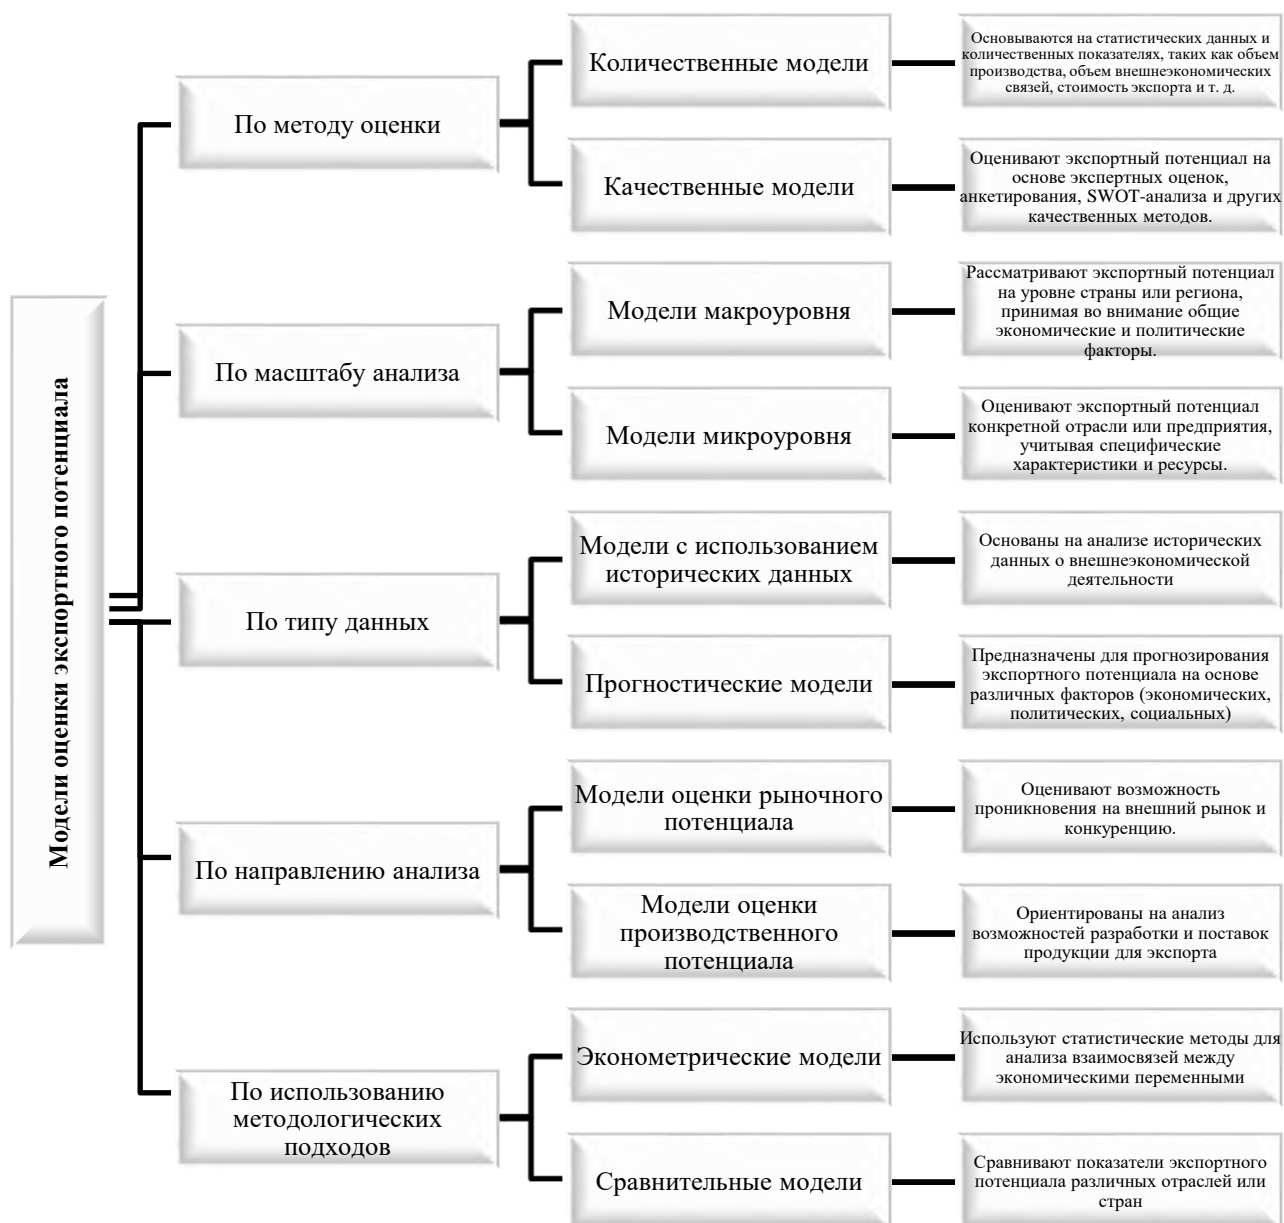 Модели оценки экспортного потенциала
По методу оценки
Количественные модели
Основываются на статистических данных и
количественных показателях, таких как объем
производства, объем внешнеэкономических
связей, стоимость экспорта и т. д.
Качественные модели
Оценивают экспортный потенциал на
основе экспертных оценок,
анкетирования, SWOT-анализа и других
качественных методов.
По масштабу анализа
Модели макроуровня
Рассматривают экспортный потенциал
на уровне страны или региона,
принимая во внимание общие
экономические и политические
факторы.
Модели микроуровня
Оценивают экспортный потенциал
конкретной отрасли или предприятия,
учитывая специфические
характеристики и ресурсы.
По типу данных
Модели с использованием
исторических данных
Основаны на анализе исторических
данных о внешнеэкономической
деятельности
Прогностические модели
Предназначены для прогнозирования
экспортного потенциала на основе
различных факторов (экономических,
политических, социальных)
По направлению анализа
Модели оценки рыночного
потенциала
Оценивают возможность
проникновения на внешний рынок и
конкуренцию.
Модели оценки
производственного
потенциала
Ориентированы на анализ
возможностей разработки и поставок
продукции для экспорта
По использованию
методологических
подходов
Эконометрические модели
Используют статистические методы для
анализа взаимосвязей между
экономическими переменными
Сравнительные модели
Сравнивают показатели экспортного
потенциала различных отраслей или
стран